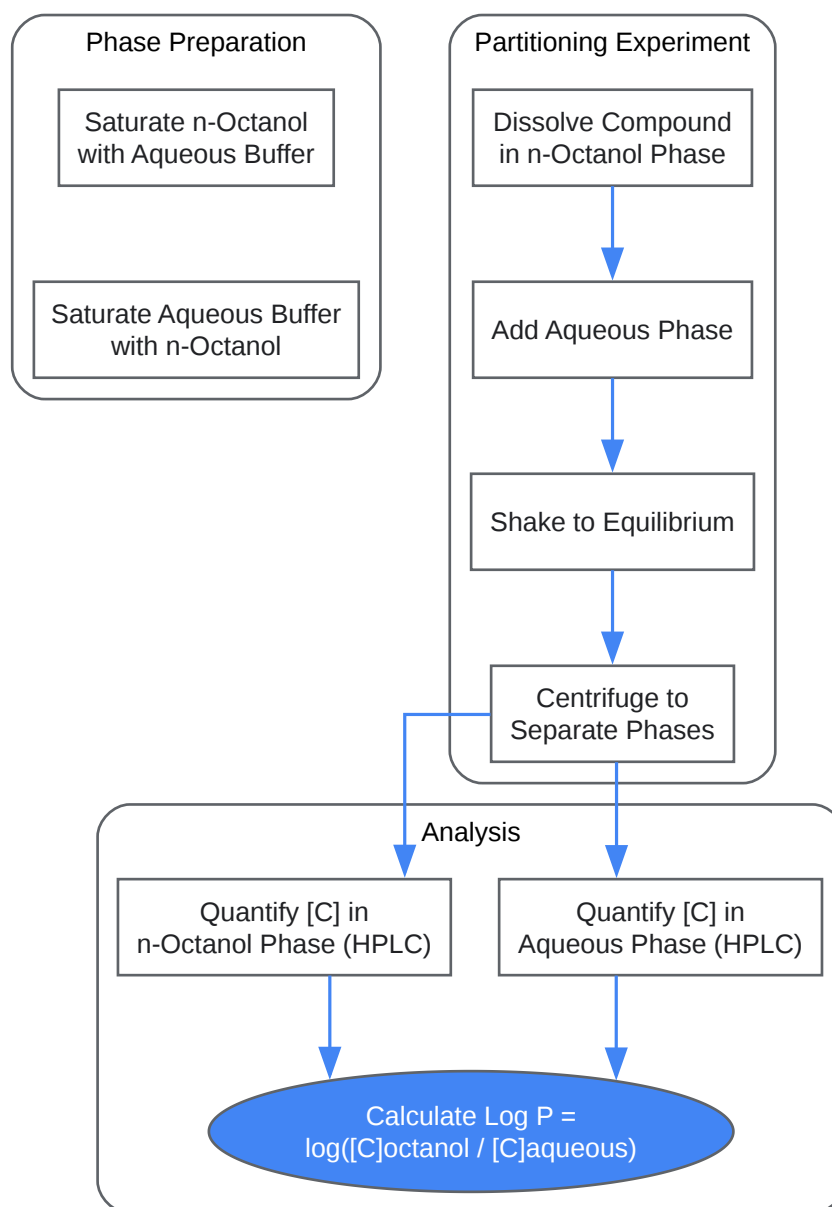 Phase Preparation
Saturate n-Octanol
with Aqueous Buffer
Saturate Aqueous Buffer
with n-Octanol
Partitioning Experiment
Dissolve Compound
in n-Octanol Phase
Add Aqueous Phase
Shake to Equilibrium
Centrifuge to
Separate Phases
Analysis
Quantify [C] in
n-Octanol Phase (HPLC)
Quantify [C] in
Aqueous Phase (HPLC)
Calculate Log P =
log([C]octanol / [C]aqueous)